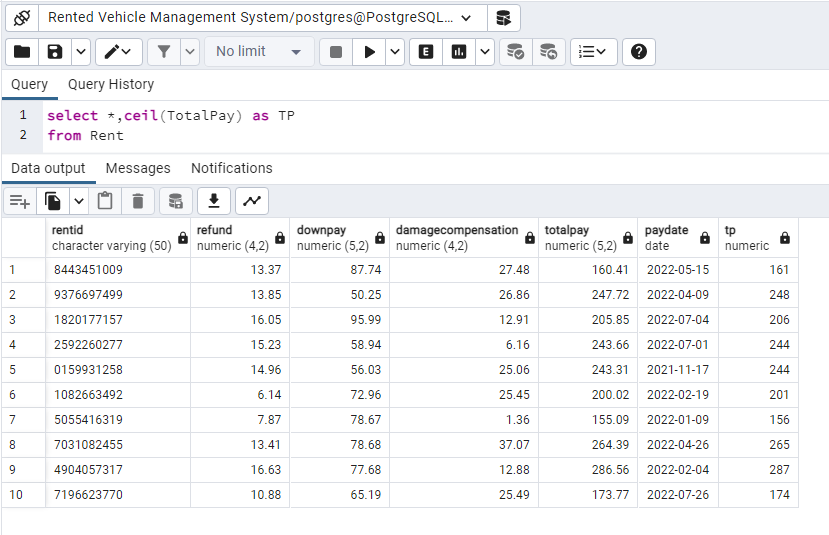 Rented Vehicle Management System/postgres@PostgreSQL...
No limit
E
Query Query History
1 select *,ceil(TotalPay) as TP
2 from Rent
Data output Messages Notifications
rentid refund downpay damagecompensation totalpay paydate tp
character varying (50) numeric (4,2) numeric (5,2) numeric (4,2) numeric (5,2) date numeric
1 8443451009 13.37 87.74 27.48 160.41 2022-05-15 161
2 9376697499 13.85 50.25 26.86 247.72 2022-04-09 248
3 1820177157 16.05 95.99 12.91 205.85 2022-07-04 206
4 2592260277 15.23 58.94 6.16 243.66 2022-07-01 244
5 0159931258 14.96 56.03 25.06 243.31 2021-11-17 244
6 1082663492 6.14 72.96 25.45 200.02 2022-02-19 201
7 5055416319 7.87 78.67 1.36 155.09 2022-01-09 156
8 7031082455 13.41 78.68 37.07 264.39 2022-04-26 265
9 4904057317 16.63 77.68 12.88 286.56 2022-02-04 287
10 7196623770 10.88 65.19 25.49 173.77 2022-07-26 174